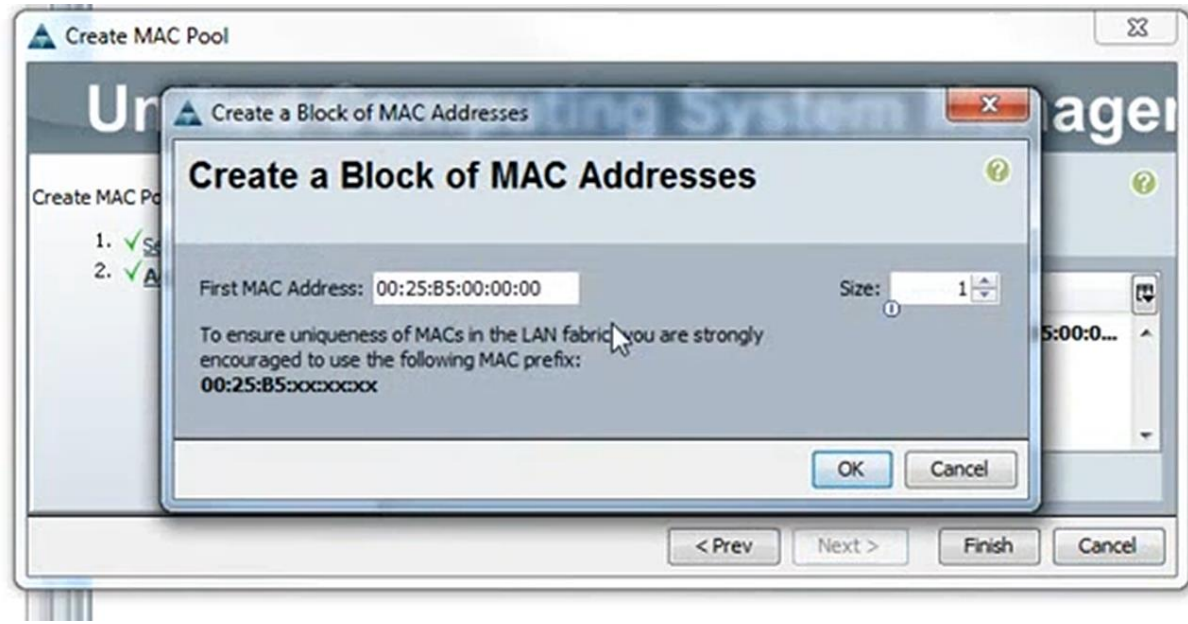 Create MAC Pool
Create a Block of MAC Addresses
Create a Block of MAC Addresses
Create MAC
1.
2.
First MAC Address: 00:25:B5:00:00:00
Size: 1
To ensure uniqueness of MACs in the LAN fabric, you are strongly
encouraged to use the following MAC prefix:
00:25:B5:xx:xx:xx
5:00:0...
OK Cancel
< Prev Next > Finish Cancel